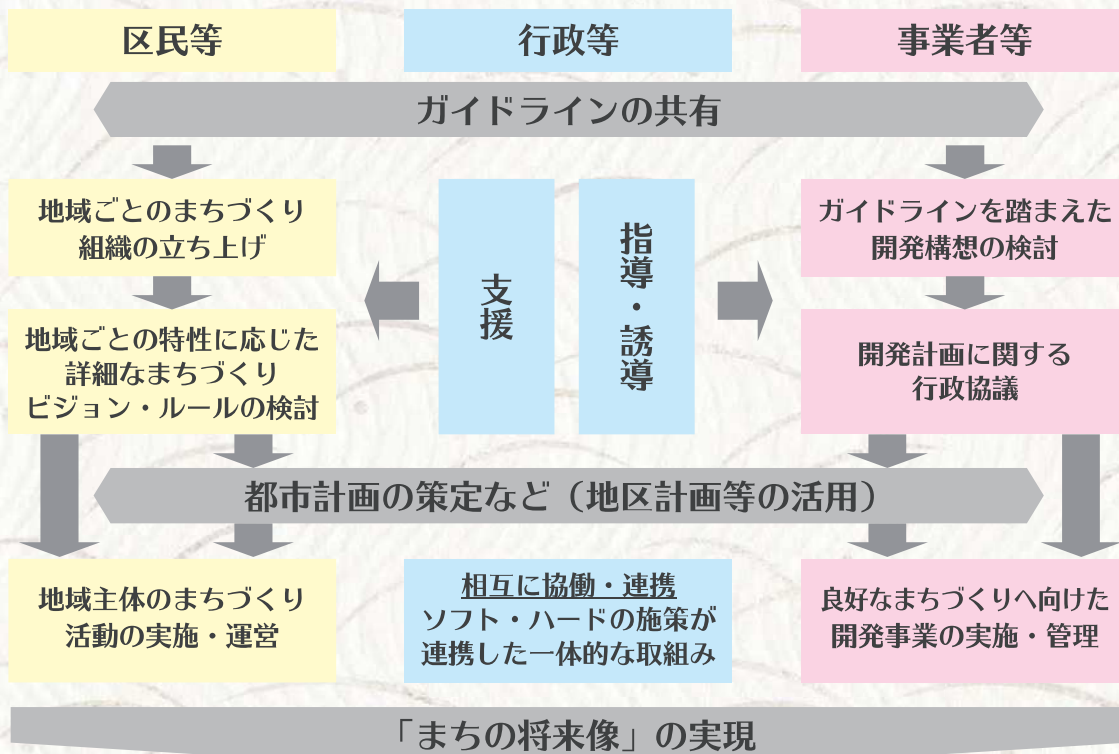 区民等
行政等
事業者等
ガイドラインの共有
地域ごとのまちづくり
組織の立ち上げ
支援
指導・誘導
ガイドラインを踏まえた
開発構想の検討
地域ごとの特性に応じた
詳細なまちづくり
ビジョン・ルールの検討
開発計画に関する
行政協議
都市計画の策定など（地区計画等の活用）
地域主体のまちづくり
活動の実施・運営
相互に協働・連携
ソフト・ハードの施策が
連携した一体的な取組み
良好なまちづくりへ向けた
開発事業の実施・管理
「まちの将来像」の実現